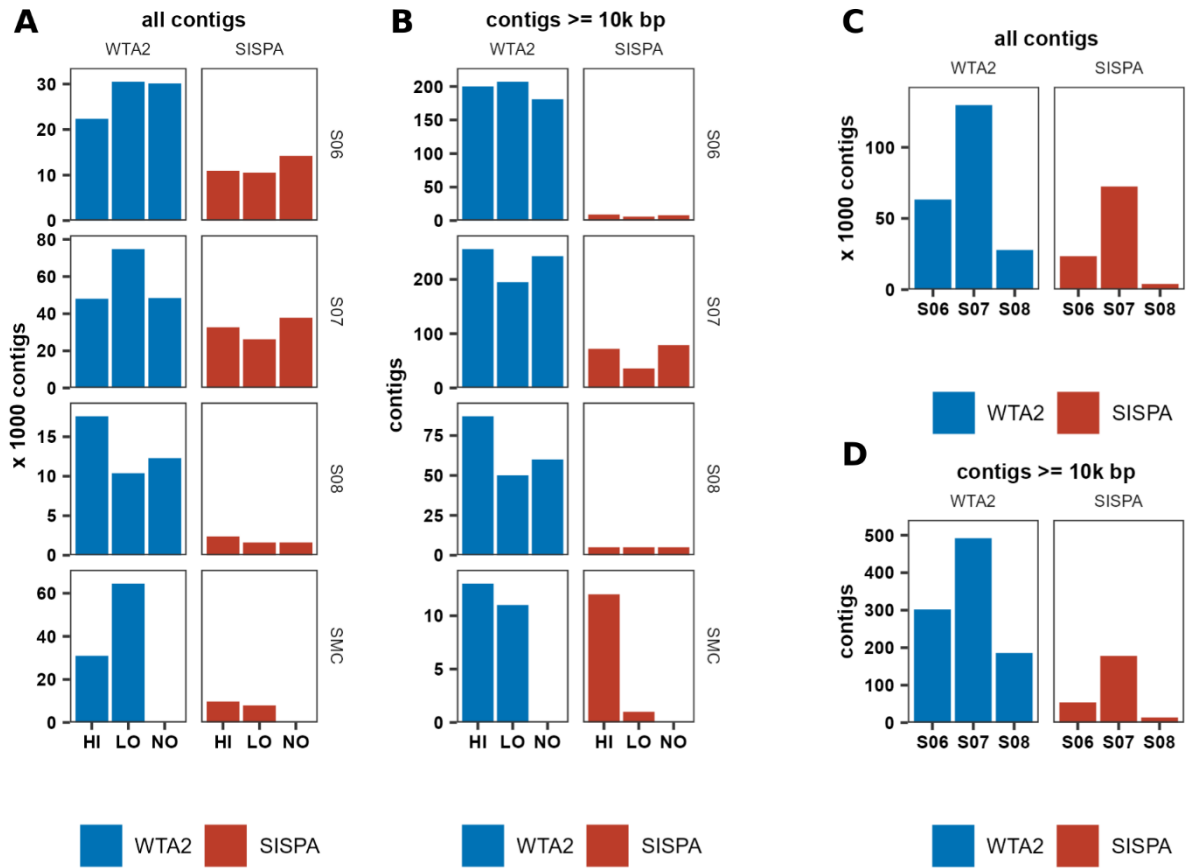 A
all contigs
WTA2 SISPA
30
20
10
0
S06
80
60
40
20
0
S07
15
10
5
0
S08
60
40
20
0
SMC
x 1000 contigs
HI LO NO HI LO NO
WTA2 SISPA
B
contigs >= 10k bp
WTA2 SISPA
200
150
100
50
0
S06
200
100
0
S07
75
50
25
0
S08
10
5
0
SMC
contigs
HI LO NO HI LO NO
WTA2 SISPA
C
all contigs
WTA2 SISPA
100
50
0
x 1000 contigs
S06 S07 S08 S06 S07 S08
WTA2 SISPA
D
contigs >= 10k bp
WTA2 SISPA
500
400
300
200
100
0
contigs
S06 S07 S08 S06 S07 S08
WTA2 SISPA